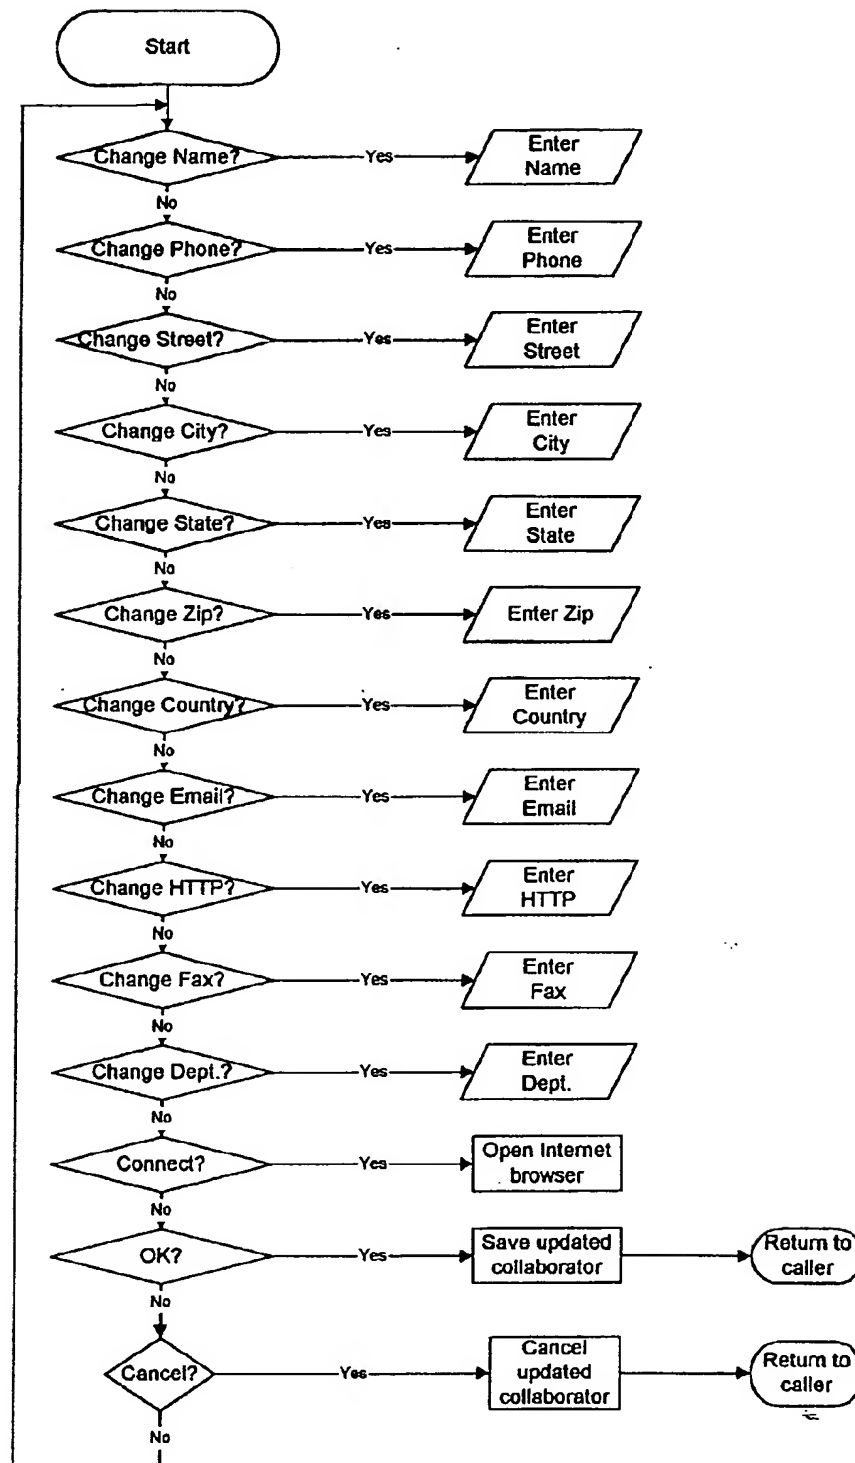 Start
Change Name?
Yes
Enter
Name
No
Change Phone?
Yes
Enter
Phone
No
Change Street?
Yes
Enter
Street
No
Change City?
Yes
Enter
City
No
Change State?
Yes
Enter
State
No
Change Zip?
Yes
Enter Zip
No
Change Country?
Yes
Enter
Country
No
Change Email?
Yes
Enter
Email
No
Change HTTP?
Yes
Enter
HTTP
No
Change Fax?
Yes
Enter
Fax
No
Change Dept.?
Yes
Enter
Dept.
No
Connect?
Yes
Open Internet
browser
No
OK?
Yes
Save updated
collaborator
Return to
caller
No
Cancel?
Yes
Cancel
updated
collaborator
Return to
caller
No